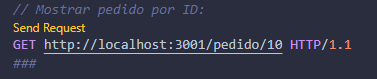 // Mostrar pedido por ID:
Send Request
GET http://localhost:3001/pedido/10 HTTP/1.1
###